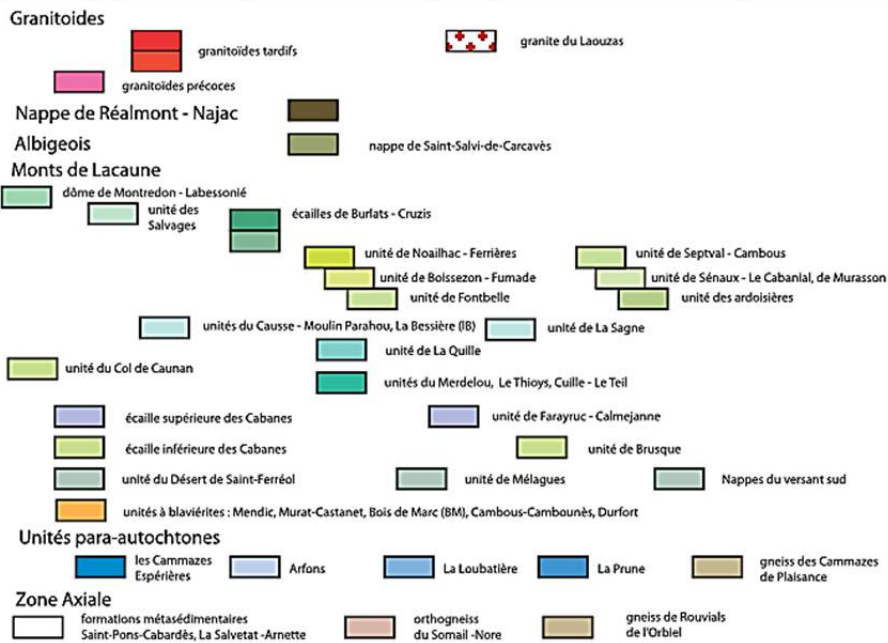 Granitoides
granitoïdes tardifs
granite du Laouzas
granitoïdes précoces
Nappe de Réalmont - Najac
Albigeois
nappe de Saint-Salvi-de-Carcavès
Monts de Lacaune
dôme de Montredon - Labessonié
unité des
Salvages
écailles de Burlats - Cruzis
unité de Noailhac - Ferrières
unité de Septval - Cambous
unité de Boissezon - Fumade
unité de Sénaux - Le Cabanial, de Murasson
unité de Fontbelle
unité des ardoisières
unités du Causse - Moulin Parahou, La Bessière (lB)
unité de La Sagne
unité de La Quille
unité du Col de Caunan
unités du Merdelou, Le Thioys, Cuille - Le Teil
écaille supérieure des Cabanes
unité de Farayruc - Calmejanne
écaille inférieure des Cabanes
unité de Brusque
unité du Désert de Saint-Ferréol
unité de Mélagues
Nappes du versant sud
unités à blaviérites : Mendic, Murat-Castanet, Bois de Marc (BM), Cambous-Cambounès, Durfort
Unités para-autochtones
les Cammazes
Espérières
Arfons
La Loubatière
La Prune
gneiss des Cammazes
de Plaisance
Zone Axiale
formations métasédimentaires
Saint-Pons-Cabardès, La Salvetat -Arnette
orthogneiss
du Somail -Nore
gneiss de Rouvials
de l'Orbiel